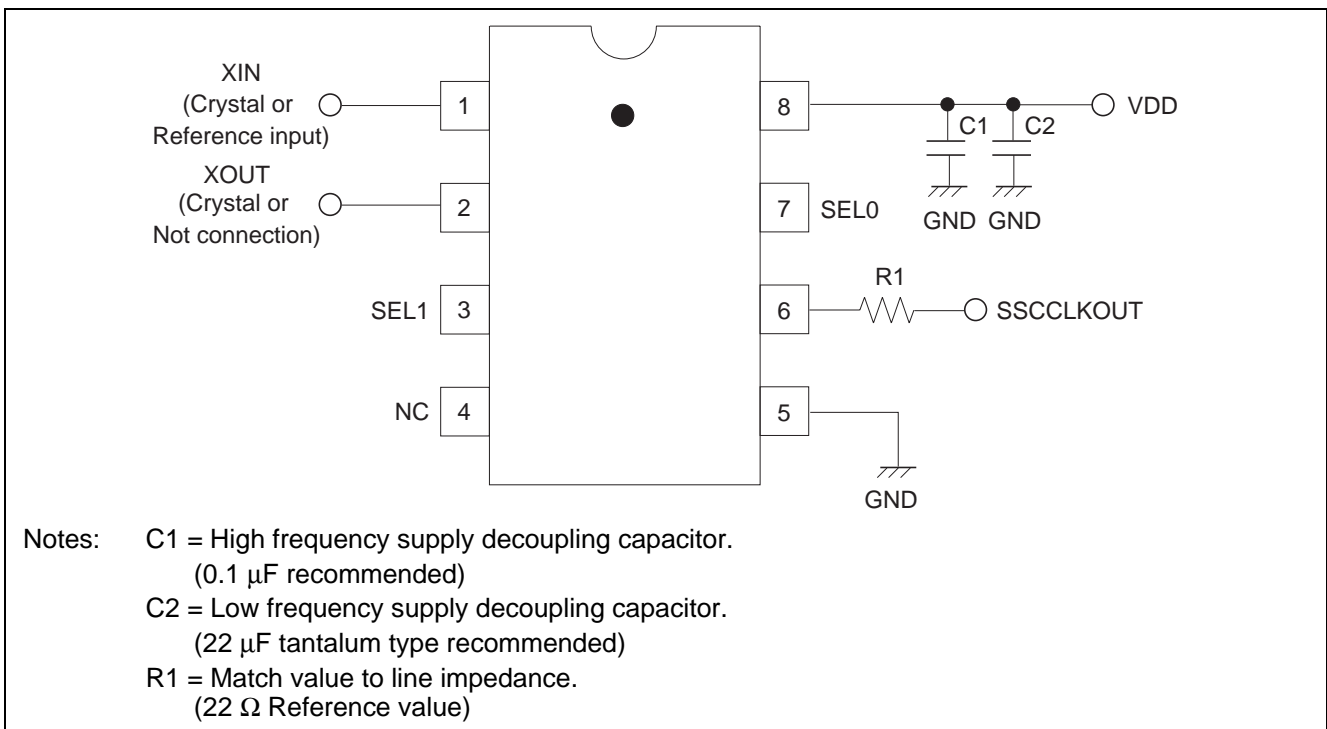 XIN
(Crystal or
Reference input)
1
8
VDD
C1
C2
XOUT
(Crystal or
Not connection)
2
7
SEL0
GND
GND
R1
SEL1
3
6
SSCCLKOUT
NC
4
5
GND
Notes:
C1 = High frequency supply decoupling capacitor.
(0.1 μF recommended)
C2 = Low frequency supply decoupling capacitor.
(22 μF tantalum type recommended)
R1 = Match value to line impedance.
(22 Ω Reference value)